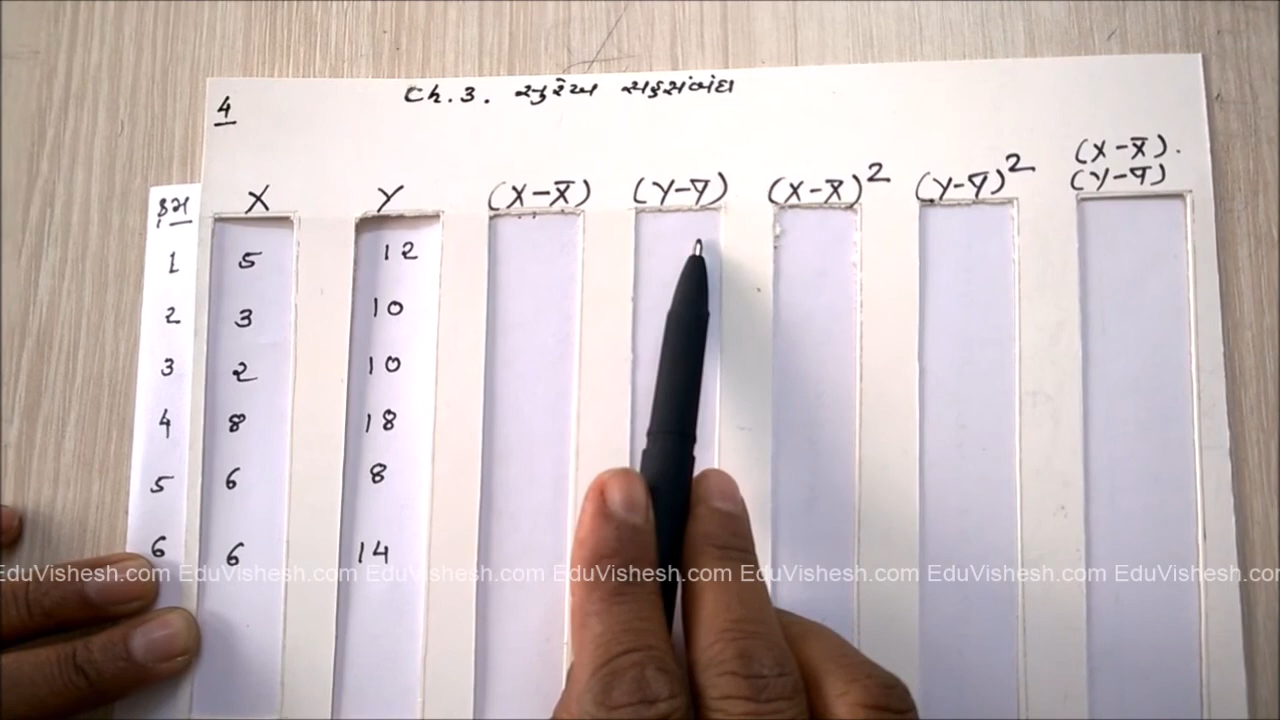 Ch. 3. સુરેખ સહસંબંધ
4
ક્રમ X Y (X-X̄) (Y-Ȳ) (X-X̄)² (Y-Ȳ)² (X-X̄).
(Y-Ȳ)
1 5 12
2 3 10
3 2 10
4 8 18
5 6 8
6 6 14
EduVishesh.com EduVishesh.com EduVishesh.com EduVishesh.com EduVishesh.com EduVishesh.com EduVishesh.com